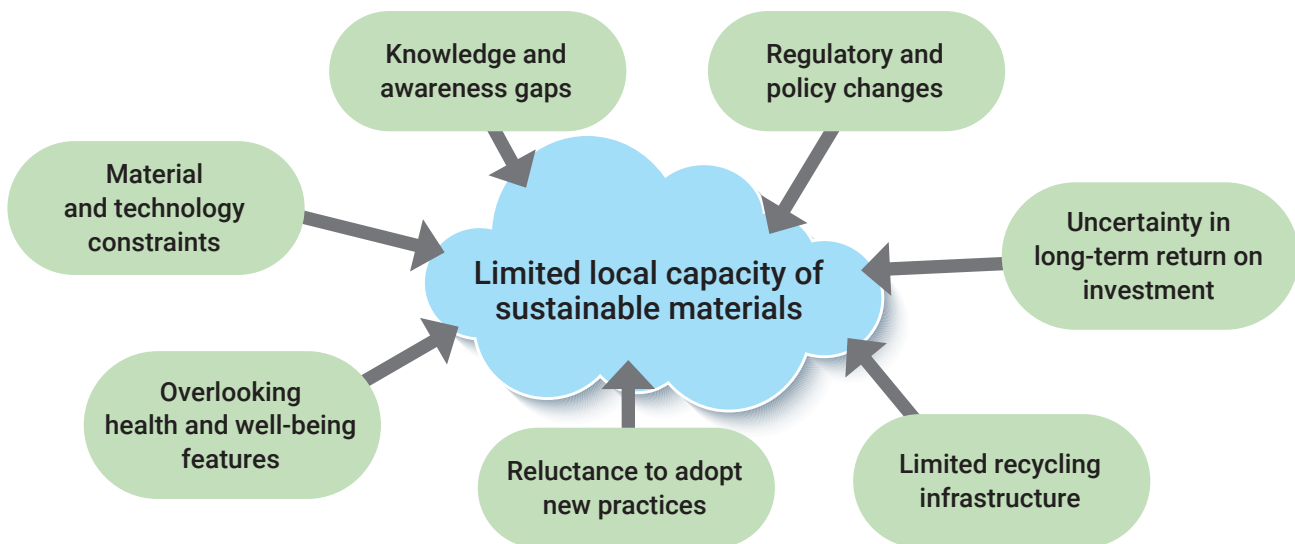 Knowledge and
awareness gaps
Regulatory and
policy changes
Material
and technology
constraints
Uncertainty in
long-term return on
investment
Limited local capacity of
sustainable materials
Overlooking
health and well-being
features
Reluctance to adopt
new practices
Limited recycling
infrastructure